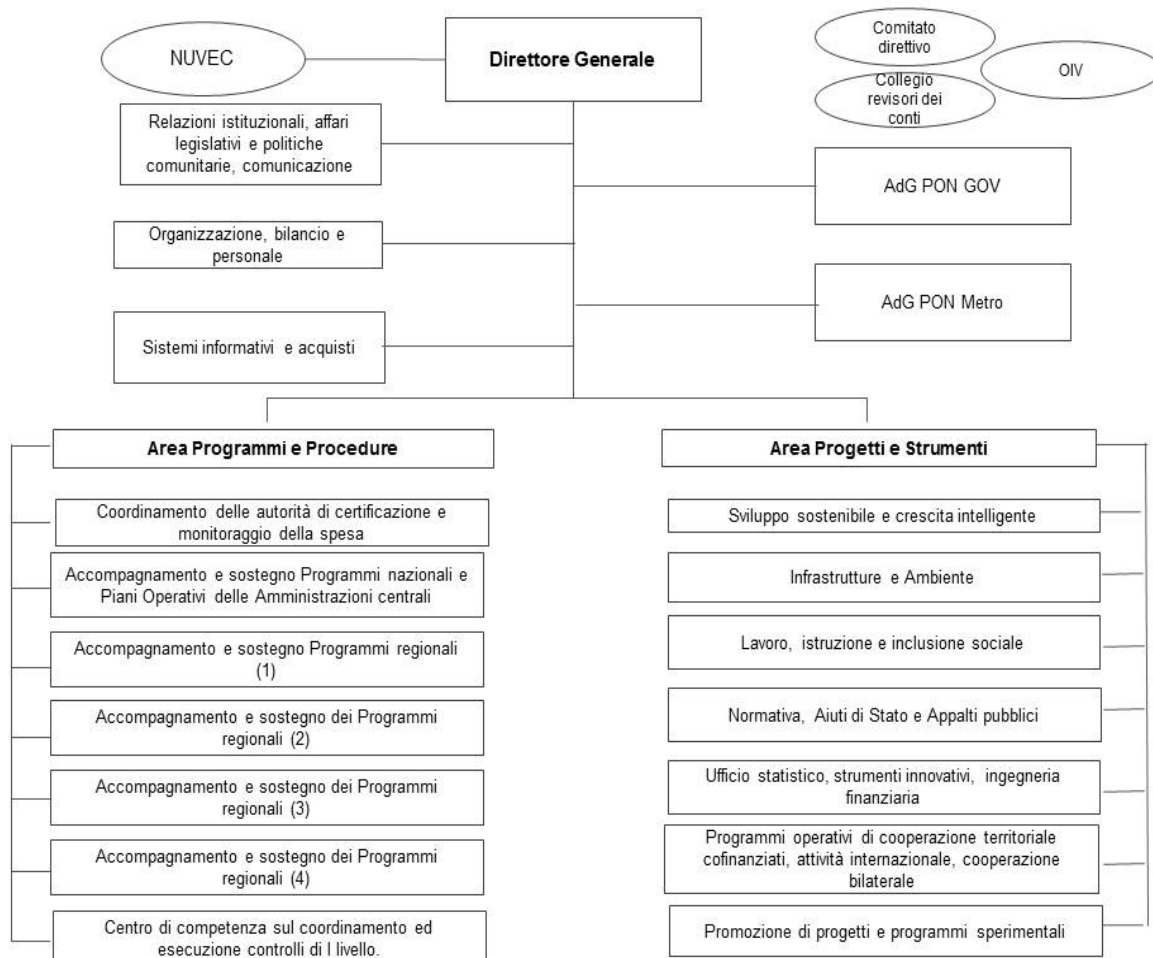 NUVEC
Direttore Generale
Comitato
direttivo
OIV
Collegio
revisori dei
conti
Relazioni istituzionali, affari
legislativi e politiche
comunitarie, comunicazione
AdG PON GOV
Organizzazione, bilancio e
personale
AdG PON Metro
Sistemi informativi e acquisti
Area Programmi e Procedure
Coordinamento delle autorità di certificazione e
monitoraggio della spesa
Accompagnamento e sostegno Programmi nazionali e
Piani Operativi delle Amministrazioni centrali
Accompagnamento e sostegno Programmi regionali
(1)
Accompagnamento e sostegno dei Programmi
regionali (2)
Accompagnamento e sostegno dei Programmi
regionali (3)
Accompagnamento e sostegno dei Programmi
regionali (4)
Centro di competenza sul coordinamento ed
esecuzione controlli di I livello.
Area Progetti e Strumenti
Sviluppo sostenibile e crescita intelligente
Infrastrutture e Ambiente
Lavoro, istruzione e inclusione sociale
Normativa, Aiuti di Stato e Appalti pubblici
Ufficio statistico, strumenti innovativi, ingegneria
finanziaria
Programmi operativi di cooperazione territoriale
cofinanziati, attività internazionale, cooperazione
bilaterale
Promozione di progetti e programmi sperimentali